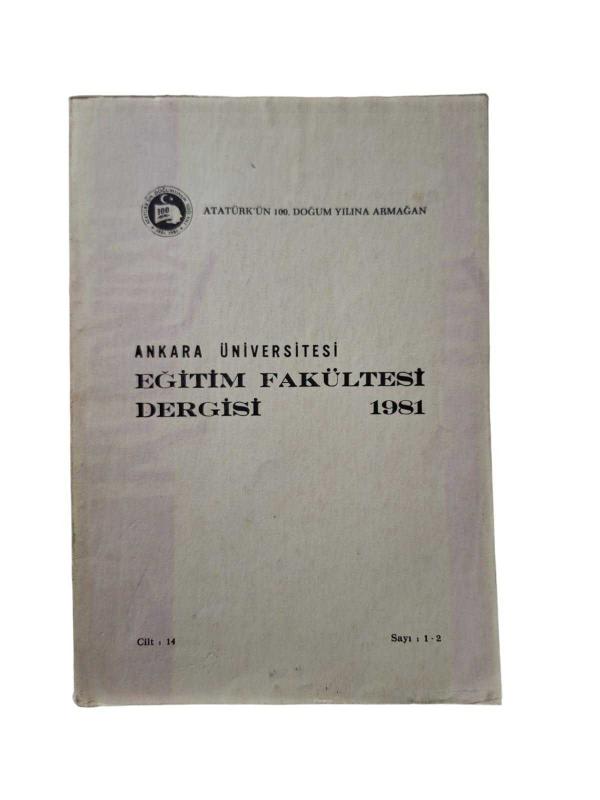 100
ATATÜRK'ÜN 100. DOĞUM YILINA ARMAĞAN
ANKARA ÜNİVERSİTESİ
EĞİTİM FAKÜLTESİ
DERGİSİ 1981
Cilt : 14 Sayı : 1-2